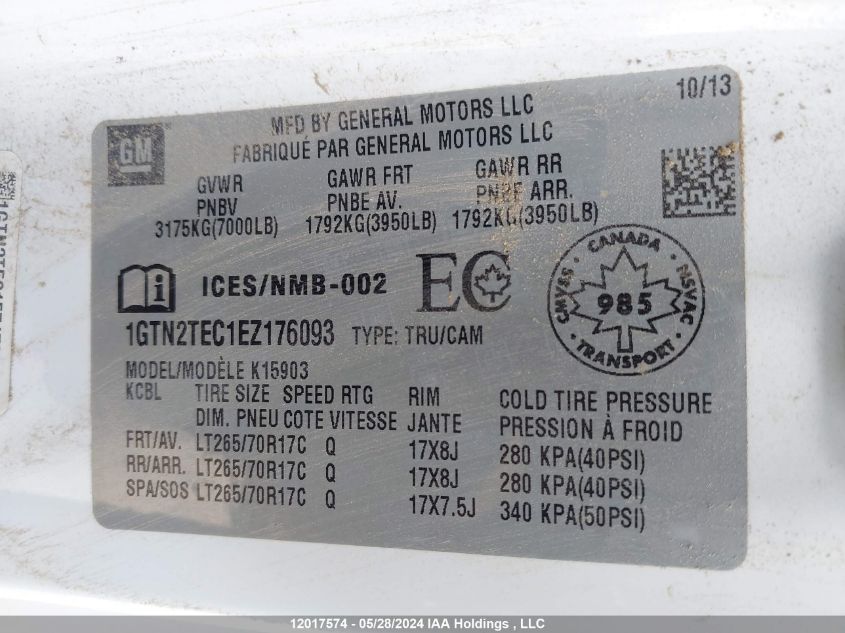 10/13
GM
MFD BY GENERAL MOTORS LLC
FABRIQUÉ PAR GENERAL MOTORS LLC
GVWR GAWR FRT GAWR RR
PNBV PNBE AV. PNBE ARR.
3175KG(7000LB) 1792KG(3950LB) 1792KG(3950LB)
i ICES/NMB-002 EC
CANADA
CMVSS NSVAC
985
TRANSPORT
1GTN2TEC1EZ176093 TYPE: TRU/CAM
MODEL/MODÈLE K15903
KCBL TIRE SIZE SPEED RTG RIM COLD TIRE PRESSURE
DIM. PNEU COTE VITESSE JANTE PRESSION À FROID
FRT/AV. LT265/70R17C Q 17X8J 280 KPA(40PSI)
RR/ARR. LT265/70R17C Q 17X8J 280 KPA(40PSI)
SPA/SOS LT265/70R17C Q 17X7.5J 340 KPA(50PSI)
12017574 - 05/28/2024 IAA Holdings , LLC